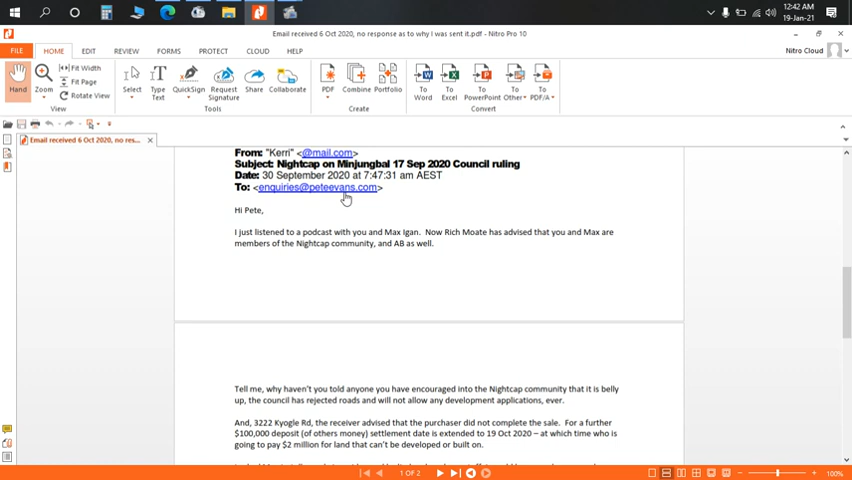 12:42 AM
19-Jan-21
Email received 6 Oct 2020, no response as to why I was sent it.pdf - Nitro Pro 10
FILE HOME EDIT REVIEW FORMS PROTECT CLOUD HELP
Nitro Cloud
Hand Zoom Fit Width
Fit Page
Rotate View
Select Type Text QuickSign Request Signature Share Collaborate
PDF Combine Portfolio
To Word To Excel To PowerPoint To Other To PDF/A
View Tools Create Convert
Email received 6 Oct 2020, no res...
From: "Kerri" <@mail.com>
Subject: Nightcap on Minjungbal 17 Sep 2020 Council ruling
Date: 30 September 2020 at 7:47:31 am AEST
To: <enquiries@peteevans.com>
Hi Pete,
I just listened to a podcast with you and Max Igan. Now Rich Moate has advised that you and Max are
members of the Nightcap community, and AB as well.
Tell me, why haven't you told anyone you have encouraged into the Nightcap community that it is belly
up, the council has rejected roads and will not allow any development applications, ever.
And, 3222 Kyogle Rd, the receiver advised that the purchaser did not complete the sale. For a further
$100,000 deposit (of others money) settlement date is extended to 19 Oct 2020 – at which time who is
going to pay $2 million for land that can't be developed or built on.
1 OF 2
100%